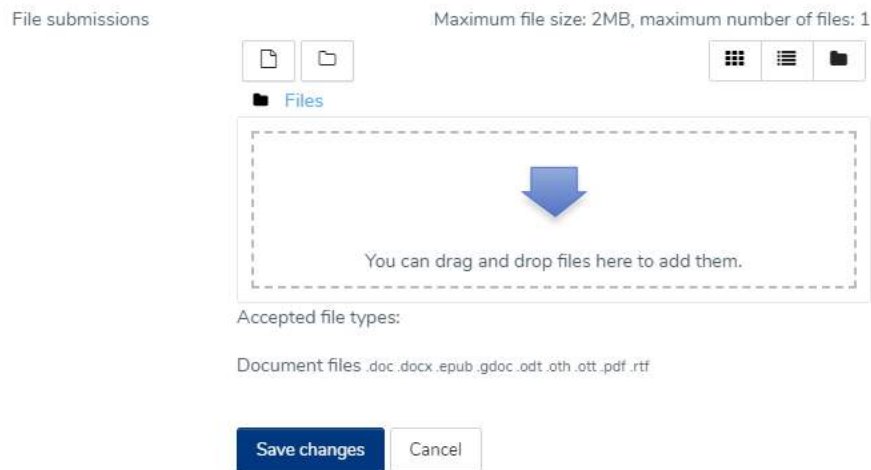 File submissions
Maximum file size: 2MB, maximum number of files: 1
Files
You can drag and drop files here to add them.
Accepted file types:
Document files .doc .docx .epub .gdoc .odt .oth .ott .pdf .rtf
Save changes
Cancel